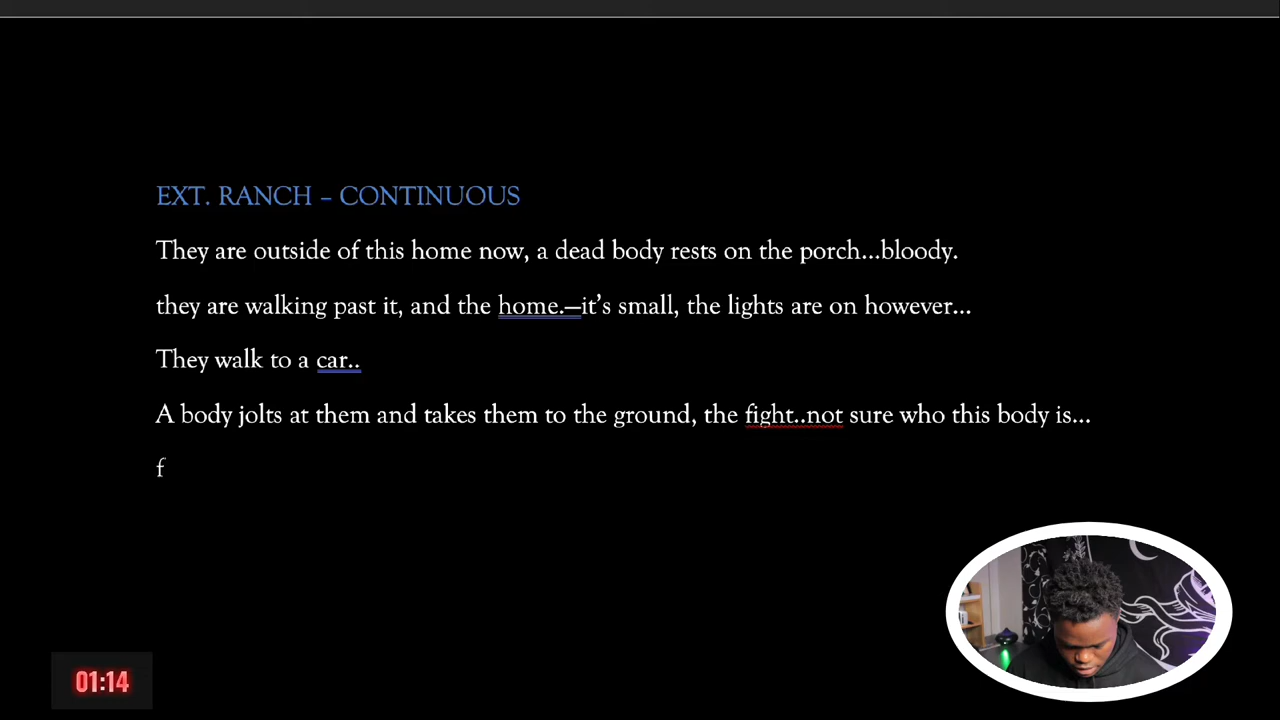 EXT. RANCH – CONTINUOUS
They are outside of this home now, a dead body rests on the porch…bloody.
they are walking past it, and the home.—it’s small, the lights are on however…
They walk to a car..
A body jolts at them and takes them to the ground, the fight..not sure who this body is…
f
01:14